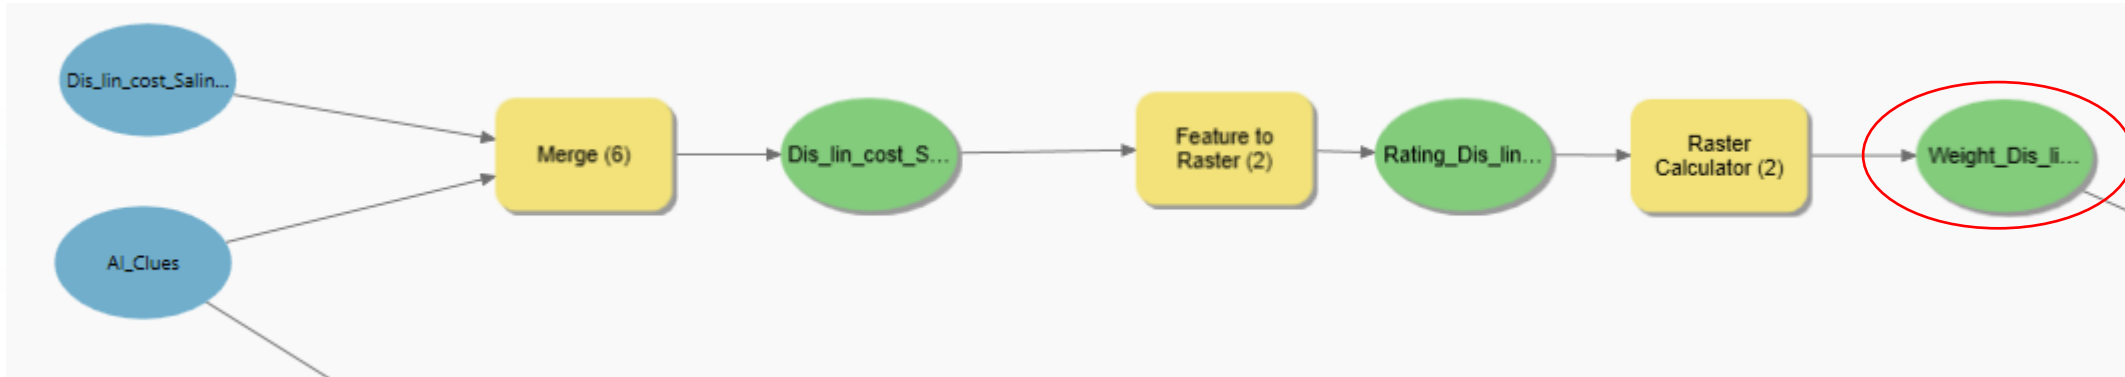 Dis_lin_cost_Salin...
AI_Clues
Merge (6)
Dis_lin_cost_S...
Feature to
Raster (2)
Rating_Dis_lin...
Raster
Calculator (2)
Weight_Dis_li...